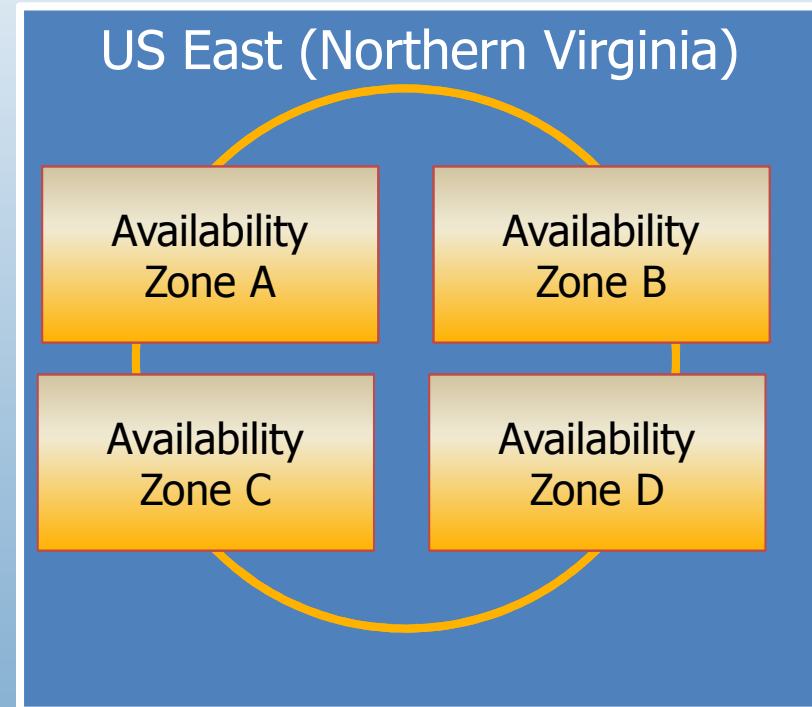 US East (Northern Virginia)
Availability
Zone A
Availability
Zone B
Availability
Zone C
Availability
Zone D